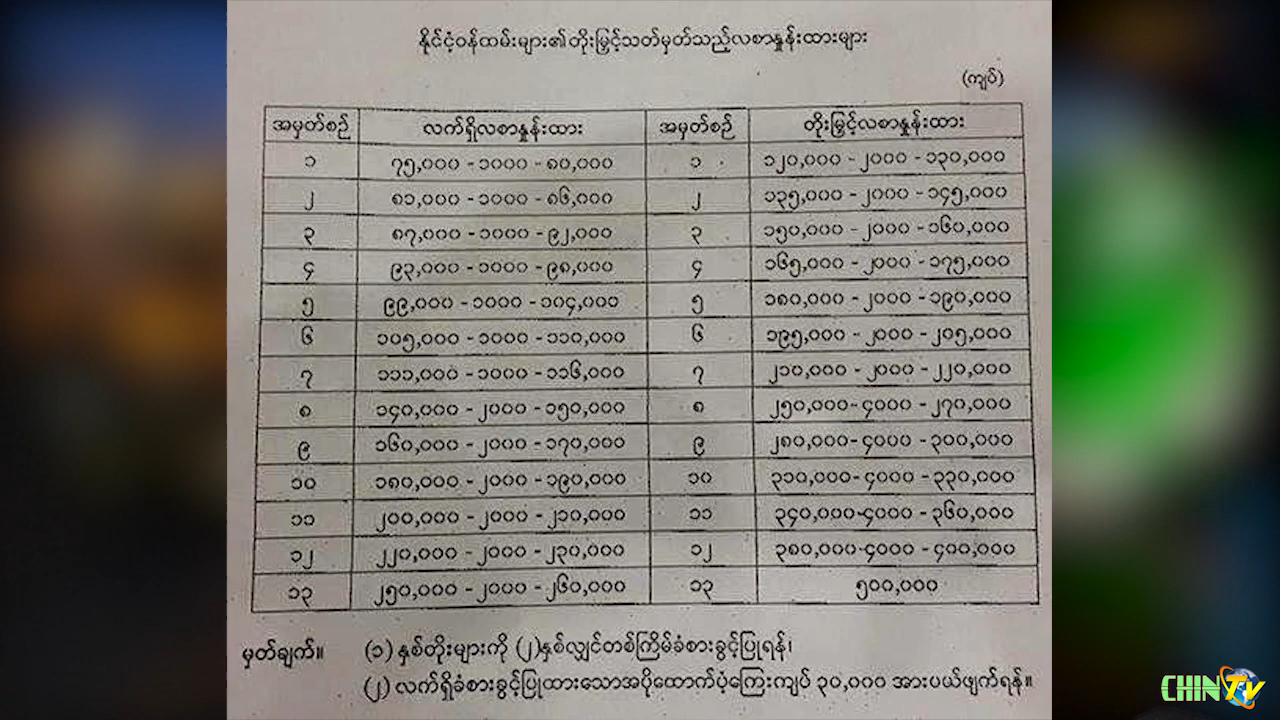 နိုင်ငံ့ဝန်ထမ်းများ၏တိုးမြှင့်သတ်မှတ်သည့်လစာနှုန်းထားများ
(ကျပ်)
အမှတ်စဉ် လက်ရှိလစာနှုန်းထား အမှတ်စဉ် တိုးမြှင့်လစာနှုန်းထား
၁ ၇၅,၀၀၀ - ၁၀၀၀ - ၈၀,၀၀၀ ၁ ၁၂၀,၀၀၀ - ၂၀၀၀ - ၁၃၀,၀၀၀
၂ ၈၁,၀၀၀ - ၁၀၀၀ - ၈၆,၀၀၀ ၂ ၁၃၅,၀၀၀ - ၂၀၀၀ - ၁၄၅,၀၀၀
၃ ၈၇,၀၀၀ - ၁၀၀၀ - ၉၂,၀၀၀ ၃ ၁၅၀,၀၀၀ - ၂၀၀၀ - ၁၆၀,၀၀၀
၄ ၉၃,၀၀၀ - ၁၀၀၀ - ၉၈,၀၀၀ ၄ ၁၆၅,၀၀၀ - ၂၀၀၀ - ၁၇၅,၀၀၀
၅ ၉၉,၀၀၀ - ၁၀၀၀ - ၁၀၄,၀၀၀ ၅ ၁၈၀,၀၀၀ - ၂၀၀၀ - ၁၉၀,၀၀၀
၆ ၁၀၅,၀၀၀ - ၁၀၀၀ - ၁၁၀,၀၀၀ ၆ ၁၉၅,၀၀၀ - ၂၀၀၀ - ၂၀၅,၀၀၀
၇ ၁၁၁,၀၀၀ - ၁၀၀၀ - ၁၁၆,၀၀၀ ၇ ၂၁၀,၀၀၀ - ၂၀၀၀ - ၂၂၀,၀၀၀
၈ ၁၄၀,၀၀၀ - ၂၀၀၀ - ၁၅၀,၀၀၀ ၈ ၂၅၀,၀၀၀- ၄၀၀၀ - ၂၇၀,၀၀၀
၉ ၁၆၀,၀၀၀ - ၂၀၀၀ - ၁၇၀,၀၀၀ ၉ ၂၈၀,၀၀၀- ၄၀၀၀ - ၃၀၀,၀၀၀
၁၀ ၁၈၀,၀၀၀ - ၂၀၀၀ - ၁၉၀,၀၀၀ ၁၀ ၃၁၀,၀၀၀- ၄၀၀၀ - ၃၃၀,၀၀၀
၁၁ ၂၀၀,၀၀၀ - ၂၀၀၀ - ၂၁၀,၀၀၀ ၁၁ ၃၄၀,၀၀၀-၄၀၀၀ - ၃၆၀,၀၀၀
၁၂ ၂၂၀,၀၀၀ - ၂၀၀၀ - ၂၃၀,၀၀၀ ၁၂ ၃၈၀,၀၀၀-၄၀၀၀ - ၄၀၀,၀၀၀
၁၃ ၂၅၀,၀၀၀ - ၂၀၀၀ - ၂၆၀,၀၀၀ ၁၃ ၅၀၀,၀၀၀
မှတ်ချက်။ (၁) နှစ်တိုးများကို (၂)နှစ်လျှင်တစ်ကြိမ်ခံစားခွင့်ပြုရန်၊
(၂) လက်ရှိခံစားခွင့်ပြုထားသောအပိုထောက်ပံ့ကြေးကျပ် ၃၀,၀၀၀ အားပယ်ဖျက်ရန်။
CHIN TV